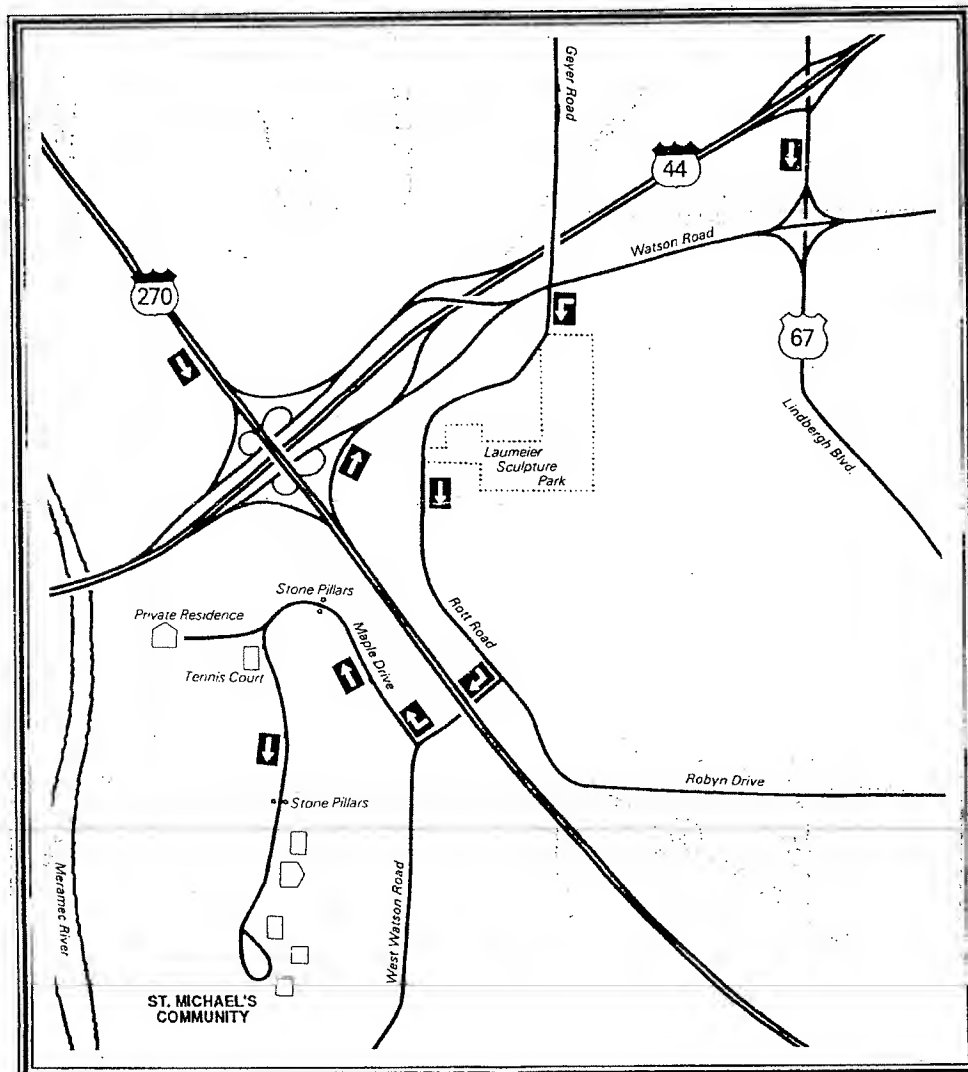 Geyer Road
44
Watson Road
270
67
Lindbergh Blvd.
Laumeier
Sculpture
Park
Stone Pillars
Private Residence
Rott Road
Maple Drive
Tennis Court
Robyn Drive
Stone Pillars
Meramec River
West Watson Road
ST. MICHAEL'S
COMMUNITY